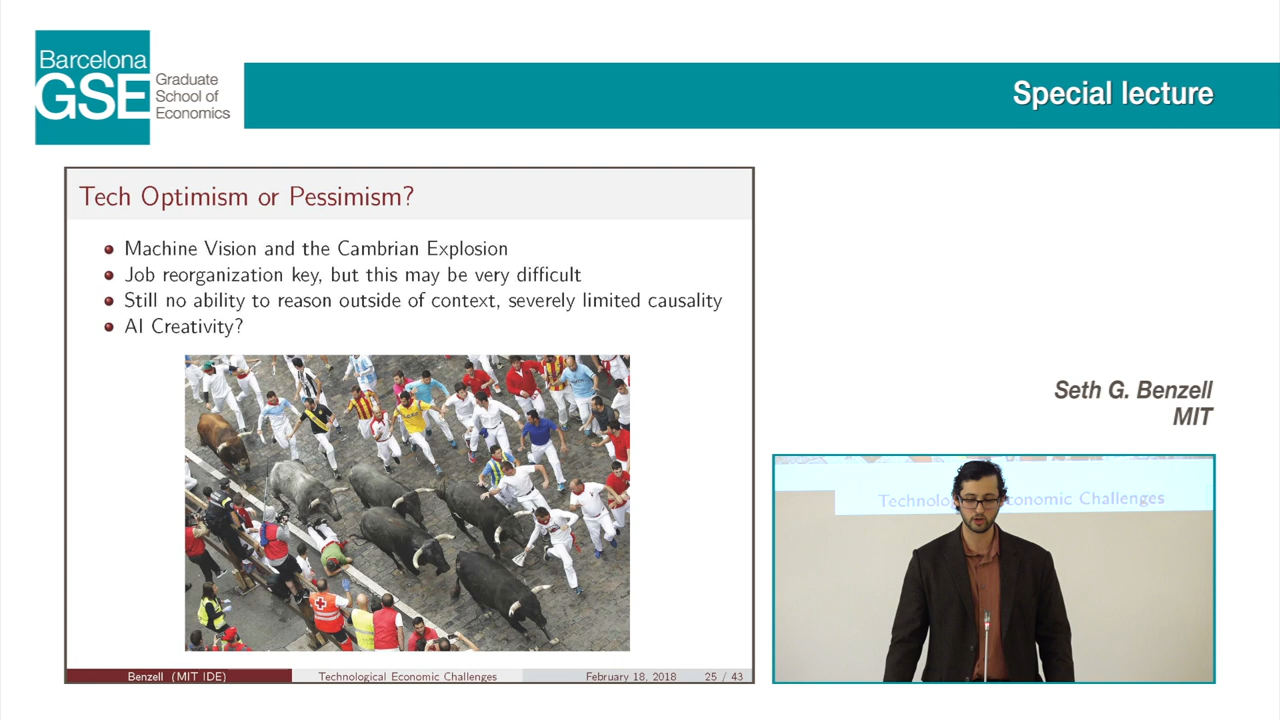 Barcelona
GSE
Graduate
School of
Economics
Special lecture
Tech Optimism or Pessimism?
Machine Vision and the Cambrian Explosion
Job reorganization key, but this may be very difficult
Still no ability to reason outside of context, severely limited causality
AI Creativity?
Benzell (MIT IDE)
Technological Economic Challenges
February 18, 2018
25 / 43
Seth G. Benzell
MIT
Challenges